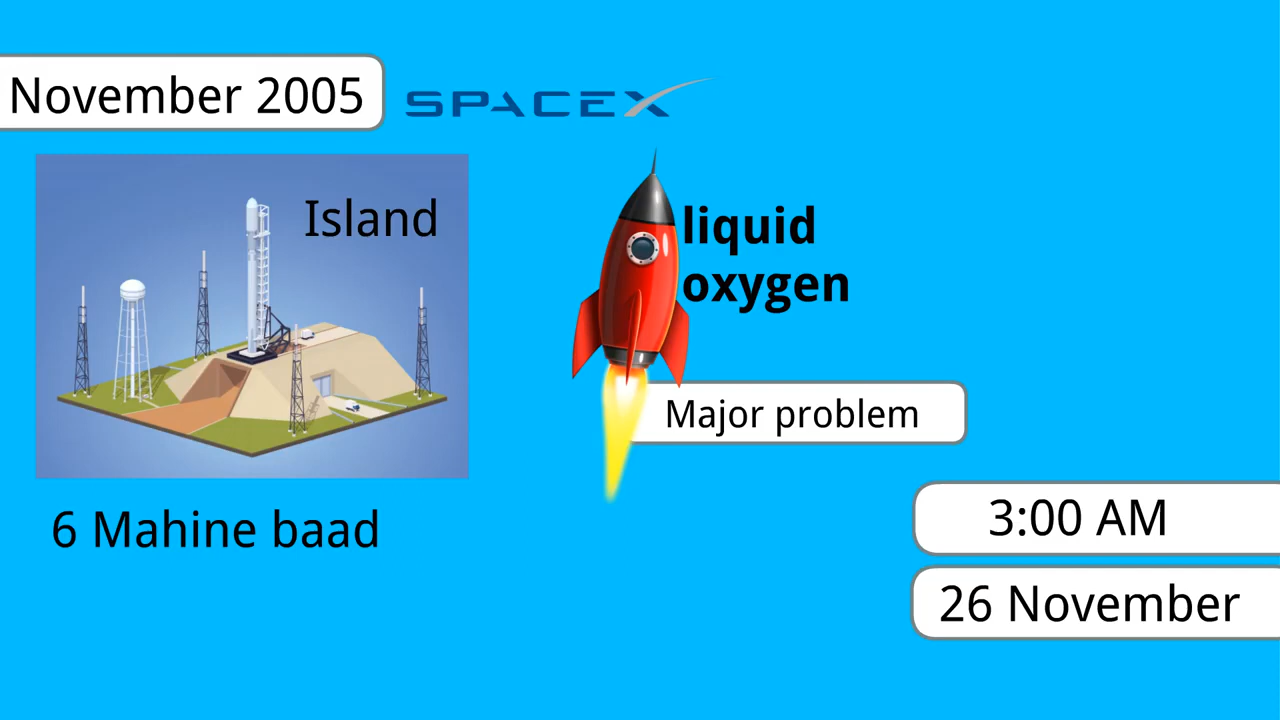 November 2005
SPACEX
Island
liquid
oxygen
Major problem
6 Mahine baad
3:00 AM
26 November